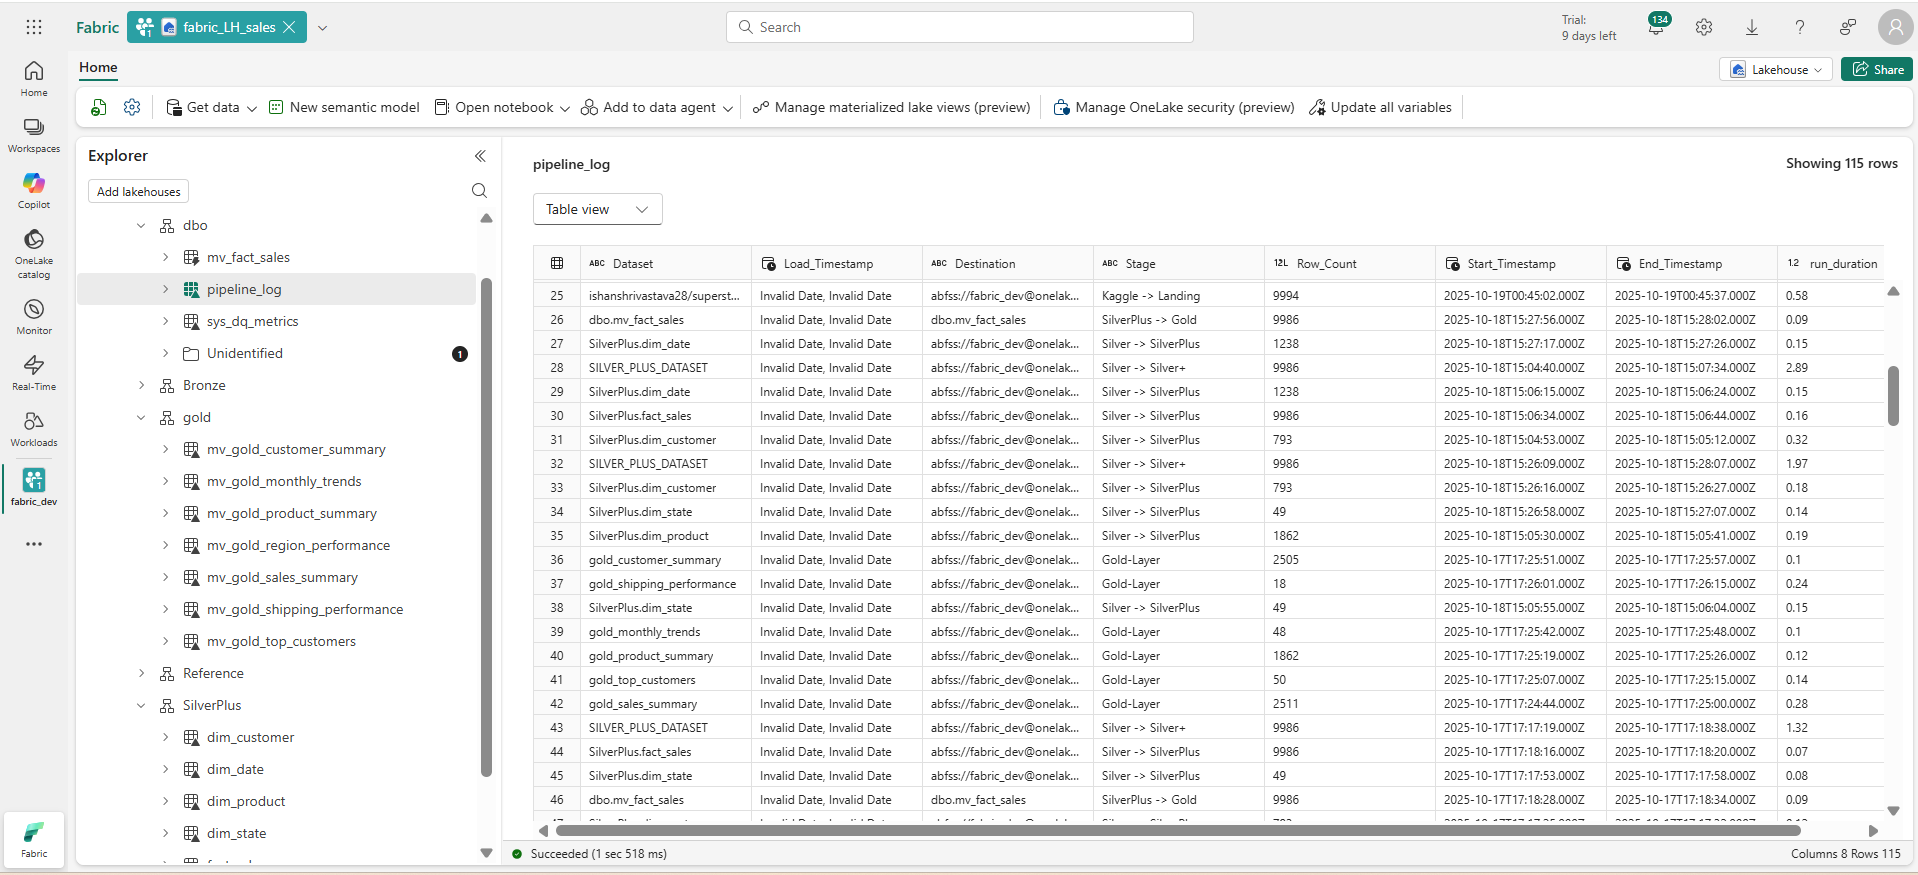 Fabric
1
fabric_LH_sales
Search
Trial:
9 days left
134
Home
Lakehouse
Share
Get data
New semantic model
Open notebook
Add to data agent
Manage materialized lake views (preview)
Manage OneLake security (preview)
Update all variables
Home
Workspaces
Copilot
OneLake
catalog
Monitor
Real-Time
Workloads
1
fabric_dev
Fabric
Explorer
Add lakehouses
dbo
mv_fact_sales
pipeline_log
sys_dq_metrics
Unidentified 1
Bronze
gold
mv_gold_customer_summary
mv_gold_monthly_trends
mv_gold_product_summary
mv_gold_region_performance
mv_gold_sales_summary
mv_gold_shipping_performance
mv_gold_top_customers
Reference
SilverPlus
dim_customer
dim_date
dim_product
dim_state
pipeline_log
Showing 115 rows
Table view
ABC Dataset Load_Timestamp ABC Destination ABC Stage 12L Row_Count Start_Timestamp End_Timestamp 1.2 run_duration
25 ishanshrivastava28/superst... Invalid Date, Invalid Date abfss://fabric_dev@onelak... Kaggle -> Landing 9994 2025-10-19T00:45:02.000Z 2025-10-19T00:45:37.000Z 0.58
26 dbo.mv_fact_sales Invalid Date, Invalid Date dbo.mv_fact_sales SilverPlus -> Gold 9986 2025-10-18T15:27:56.000Z 2025-10-18T15:28:02.000Z 0.09
27 SilverPlus.dim_date Invalid Date, Invalid Date abfss://fabric_dev@onelak... Silver -> SilverPlus 1238 2025-10-18T15:27:17.000Z 2025-10-18T15:27:26.000Z 0.15
28 SILVER_PLUS_DATASET Invalid Date, Invalid Date abfss://fabric_dev@onelak... Silver -> Silver+ 9986 2025-10-18T15:04:40.000Z 2025-10-18T15:07:34.000Z 2.89
29 SilverPlus.dim_date Invalid Date, Invalid Date abfss://fabric_dev@onelak... Silver -> SilverPlus 1238 2025-10-18T15:06:15.000Z 2025-10-18T15:06:24.000Z 0.15
30 SilverPlus.fact_sales Invalid Date, Invalid Date abfss://fabric_dev@onelak... Silver -> SilverPlus 9986 2025-10-18T15:06:34.000Z 2025-10-18T15:06:44.000Z 0.16
31 SilverPlus.dim_customer Invalid Date, Invalid Date abfss://fabric_dev@onelak... Silver -> SilverPlus 793 2025-10-18T15:04:53.000Z 2025-10-18T15:05:12.000Z 0.32
32 SILVER_PLUS_DATASET Invalid Date, Invalid Date abfss://fabric_dev@onelak... Silver -> Silver+ 9986 2025-10-18T15:26:09.000Z 2025-10-18T15:28:07.000Z 1.97
33 SilverPlus.dim_customer Invalid Date, Invalid Date abfss://fabric_dev@onelak... Silver -> SilverPlus 793 2025-10-18T15:26:16.000Z 2025-10-18T15:26:27.000Z 0.18
34 SilverPlus.dim_state Invalid Date, Invalid Date abfss://fabric_dev@onelak... Silver -> SilverPlus 49 2025-10-18T15:26:58.000Z 2025-10-18T15:27:07.000Z 0.14
35 SilverPlus.dim_product Invalid Date, Invalid Date abfss://fabric_dev@onelak... Silver -> SilverPlus 1862 2025-10-18T15:05:30.000Z 2025-10-18T15:05:41.000Z 0.19
36 gold_customer_summary Invalid Date, Invalid Date abfss://fabric_dev@onelak... Gold-Layer 2505 2025-10-17T17:25:51.000Z 2025-10-17T17:25:57.000Z 0.1
37 gold_shipping_performance Invalid Date, Invalid Date abfss://fabric_dev@onelak... Gold-Layer 18 2025-10-17T17:26:01.000Z 2025-10-17T17:26:15.000Z 0.24
38 SilverPlus.dim_state Invalid Date, Invalid Date abfss://fabric_dev@onelak... Silver -> SilverPlus 49 2025-10-18T15:05:55.000Z 2025-10-18T15:06:04.000Z 0.15
39 gold_monthly_trends Invalid Date, Invalid Date abfss://fabric_dev@onelak... Gold-Layer 48 2025-10-17T17:25:42.000Z 2025-10-17T17:25:48.000Z 0.1
40 gold_product_summary Invalid Date, Invalid Date abfss://fabric_dev@onelak... Gold-Layer 1862 2025-10-17T17:25:19.000Z 2025-10-17T17:25:26.000Z 0.12
41 gold_top_customers Invalid Date, Invalid Date abfss://fabric_dev@onelak... Gold-Layer 50 2025-10-17T17:25:07.000Z 2025-10-17T17:25:15.000Z 0.14
42 gold_sales_summary Invalid Date, Invalid Date abfss://fabric_dev@onelak... Gold-Layer 2511 2025-10-17T17:24:44.000Z 2025-10-17T17:25:00.000Z 0.28
43 SILVER_PLUS_DATASET Invalid Date, Invalid Date abfss://fabric_dev@onelak... Silver -> Silver+ 9986 2025-10-17T17:17:19.000Z 2025-10-17T17:18:38.000Z 1.32
44 SilverPlus.fact_sales Invalid Date, Invalid Date abfss://fabric_dev@onelak... Silver -> SilverPlus 9986 2025-10-17T17:18:16.000Z 2025-10-17T17:18:20.000Z 0.07
45 SilverPlus.dim_state Invalid Date, Invalid Date abfss://fabric_dev@onelak... Silver -> SilverPlus 49 2025-10-17T17:17:53.000Z 2025-10-17T17:17:58.000Z 0.08
46 dbo.mv_fact_sales Invalid Date, Invalid Date dbo.mv_fact_sales SilverPlus -> Gold 9986 2025-10-17T17:18:28.000Z 2025-10-17T17:18:34.000Z 0.09
Succeeded (1 sec 518 ms)
Columns 8 Rows 115